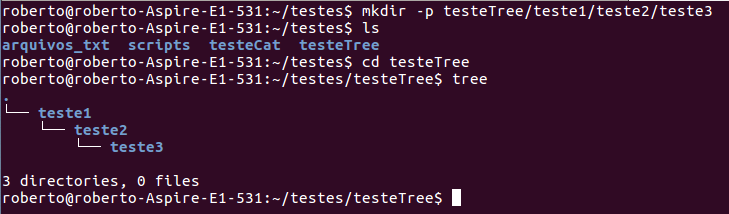 roberto@roberto-Aspire-E1-531:~/testes$ mkdir -p testeTree/teste1/teste2/teste3
roberto@roberto-Aspire-E1-531:~/testes$ ls
arquivos_txt  scripts  testeCat  testeTree
roberto@roberto-Aspire-E1-531:~/testes$ cd testeTree
roberto@roberto-Aspire-E1-531:~/testes/testeTree$ tree
.
└── teste1
    └── teste2
        └── teste3
3 directories, 0 files
roberto@roberto-Aspire-E1-531:~/testes/testeTree$